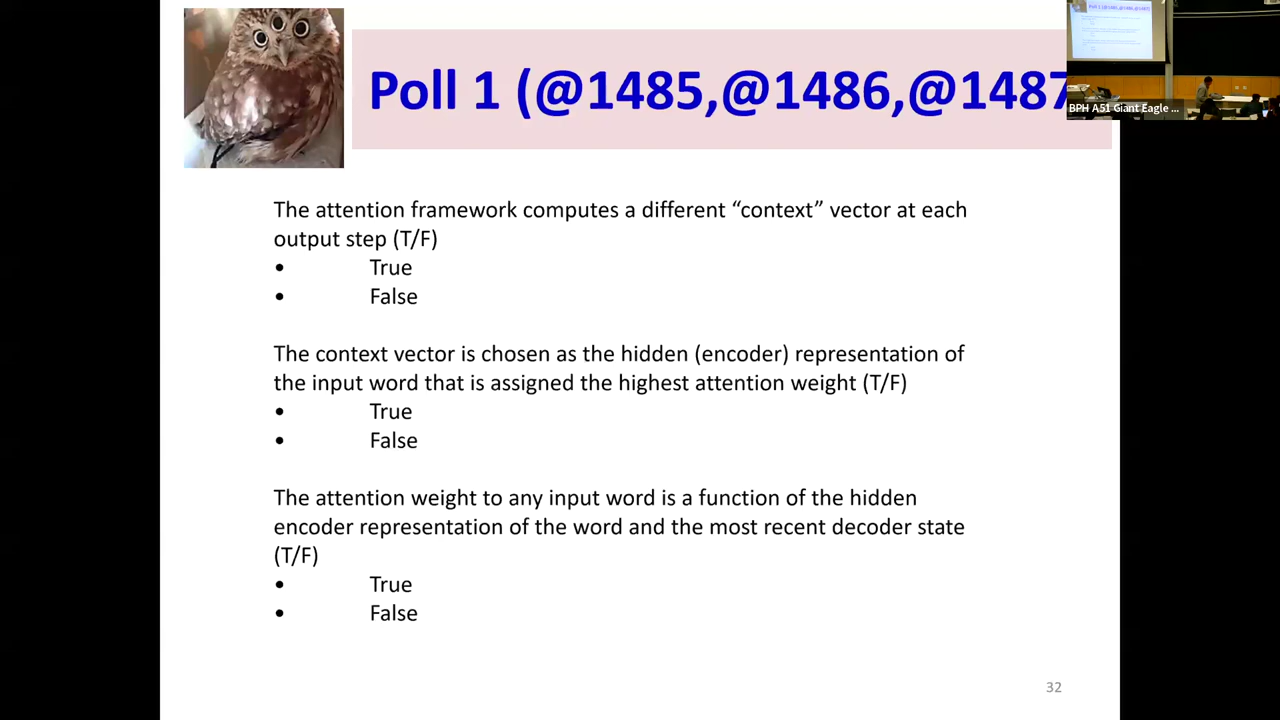 Poll 1 (@1485,@1486,@1487
BPH A51 Giant Eagle ...
The attention framework computes a different “context” vector at each
output step (T/F)
• True
• False
The context vector is chosen as the hidden (encoder) representation of
the input word that is assigned the highest attention weight (T/F)
• True
• False
The attention weight to any input word is a function of the hidden
encoder representation of the word and the most recent decoder state
(T/F)
• True
• False
32